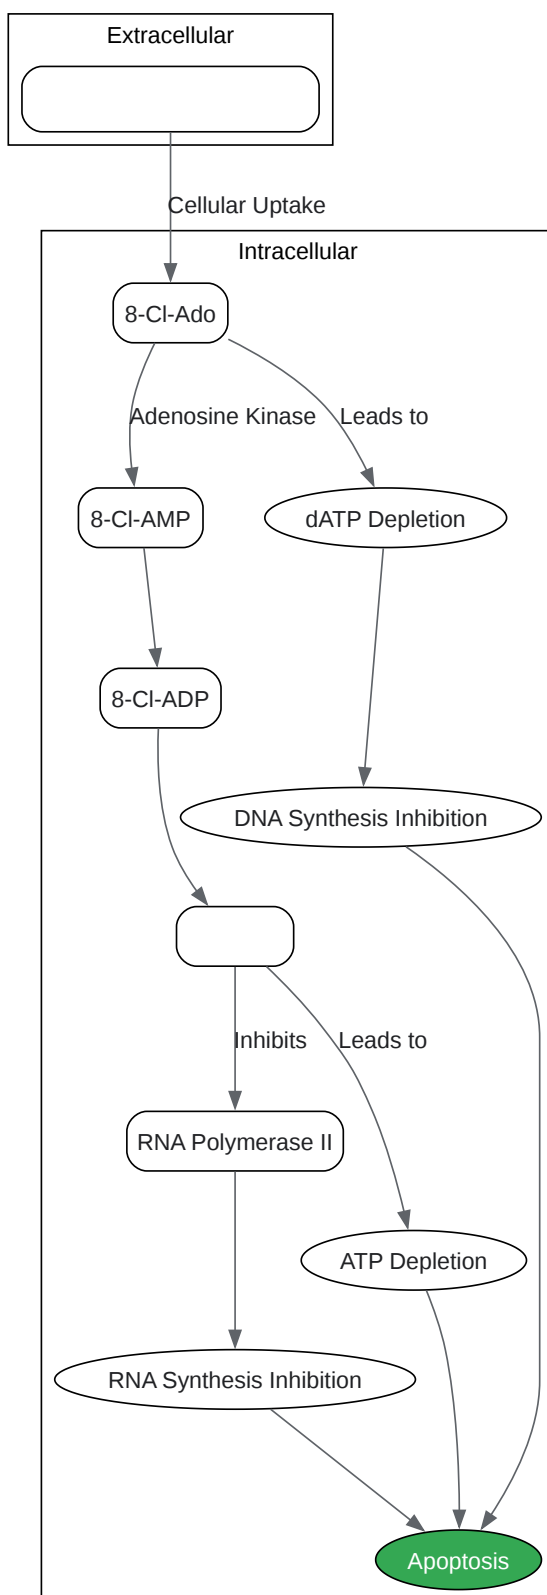 Extracellular
Cellular Uptake
Intracellular
8-Cl-Ado
Adenosine Kinase
Leads to
8-Cl-AMP
dATP Depletion
8-Cl-ADP
DNA Synthesis Inhibition
Inhibits
Leads to
RNA Polymerase II
ATP Depletion
RNA Synthesis Inhibition
Apoptosis